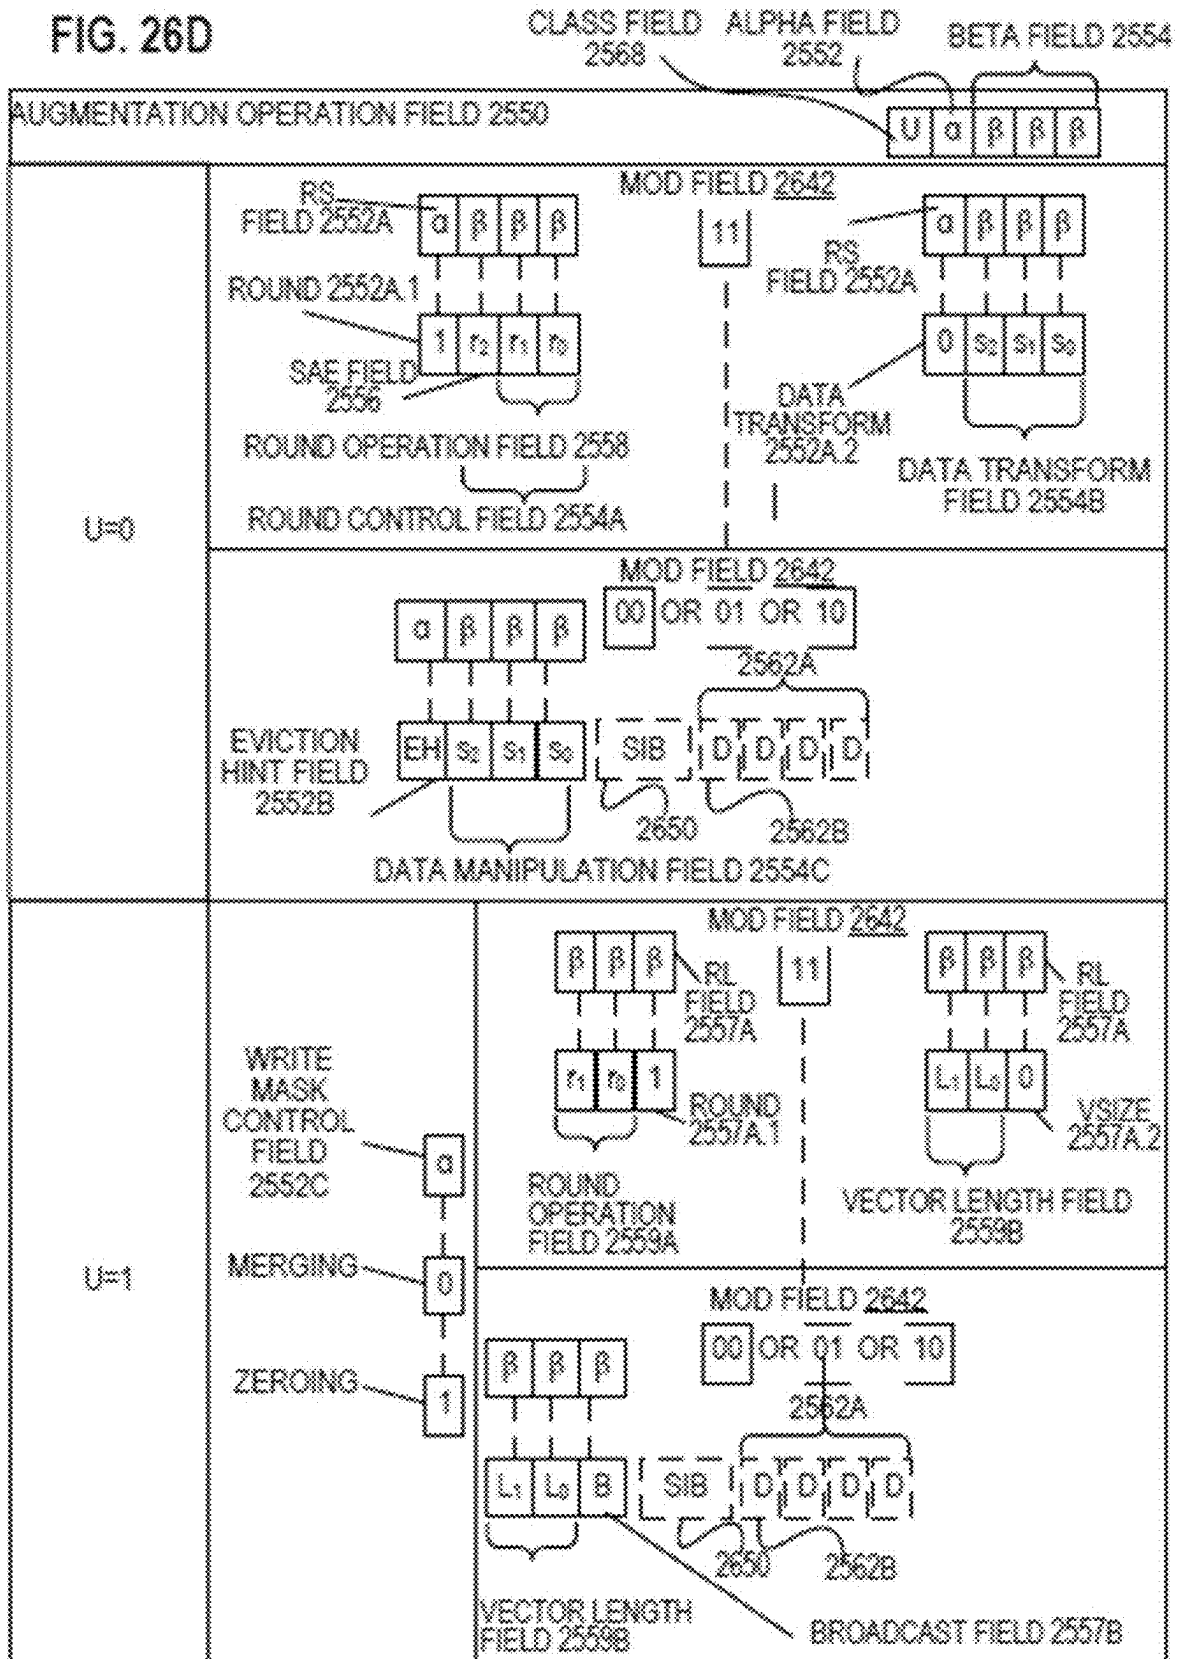 FIG. 26D
CLASS FIELD 2568
ALPHA FIELD 2552
BETA FIELD 2554
AUGMENTATION OPERATION FIELD 2550
U α β β β
U=0
RS FIELD 2552A
α β β β
MOD FIELD 2642
11
α β β β
RS FIELD 2552A
ROUND 2552A.1
1 r2 r1 r0
SAE FIELD 2556
0 s2 s1 s0
DATA TRANSFORM 2552A.2
ROUND OPERATION FIELD 2558
ROUND CONTROL FIELD 2554A
DATA TRANSFORM FIELD 2554B
MOD FIELD 2642
α β β β
00 OR 01 OR 10
2562A
EVICTION HINT FIELD 2552B
EH s2 s1 s0
SIB
D D D D
2650
2562B
DATA MANIPULATION FIELD 2554C
U=1
WRITE MASK CONTROL FIELD 2552C
α
MERGING
0
ZEROING
1
MOD FIELD 2642
β β β
RL FIELD 2557A
11
β β β
RL FIELD 2557A
r1 r0 1
ROUND 2557A.1
L1 L0 0
VSIZE 2557A.2
ROUND OPERATION FIELD 2559A
VECTOR LENGTH FIELD 2559B
MOD FIELD 2642
β β β
00 OR 01 OR 10
2562A
L1 L0 B
SIB
D D D D
2650
2562B
VECTOR LENGTH FIELD 2559B
BROADCAST FIELD 2557B